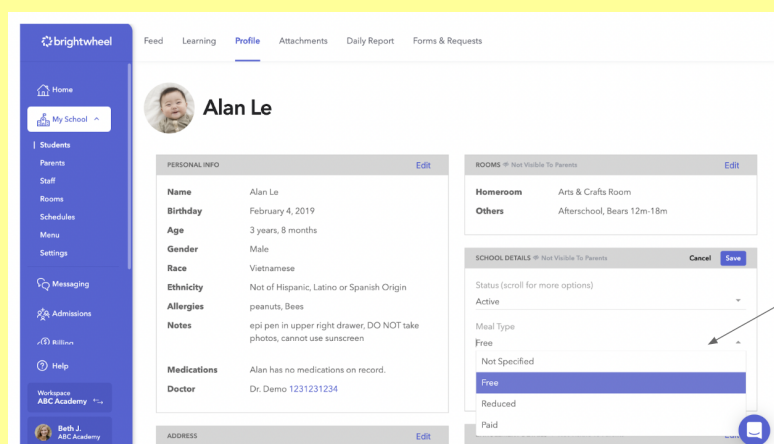 brightwheel
Feed Learning Profile Attachments Daily Report Forms & Requests
Home
My School
Students
Parents
Staff
Rooms
Schedules
Menu
Settings
Messaging
Admissions
Billing
Help
Workspace
ABC Academy
Beth J.
ABC Academy
Alan Le
PERSONAL INFO Edit
Name Alan Le
Birthday February 4, 2019
Age 3 years, 8 months
Gender Male
Race Vietnamese
Ethnicity Not of Hispanic, Latino or Spanish Origin
Allergies peanuts, Bees
Notes epi pen in upper right drawer, DO NOT take
photos, cannot use sunscreen
Medications Alan has no medications on record.
Doctor Dr. Demo 1231231234
ADDRESS Edit
ROOMS Not Visible To Parents Edit
Homeroom Arts & Crafts Room
Others Afterschool, Bears 12m-18m
SCHOOL DETAILS Not Visible To Parents Cancel Save
Status (scroll for more options)
Active
Meal Type
Free
Not Specified
Free
Reduced
Paid
Edit